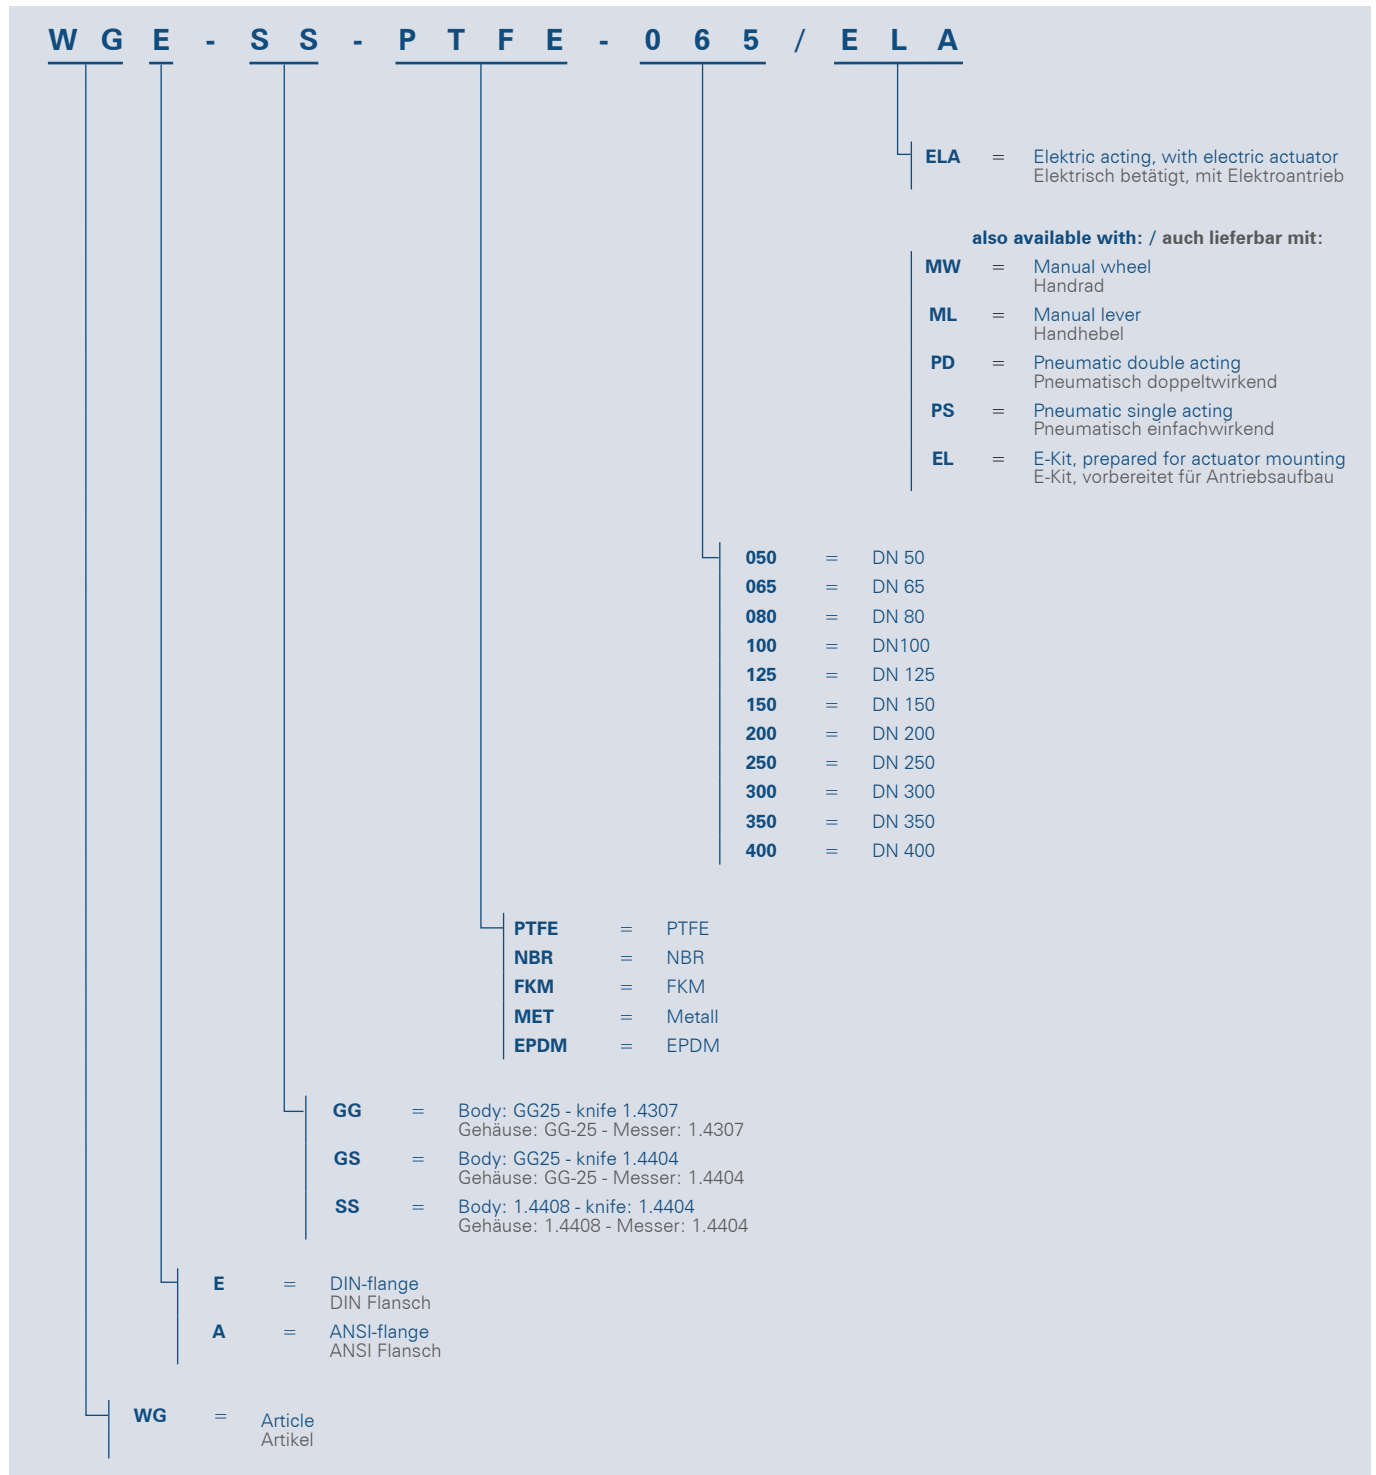 WGE-SS-PTFE-065/ELA
ELA = Elektric acting, with electric actuator
Elektrisch betätigt, mit Elektroantrieb
also available with: / auch lieferbar mit:
MW = Manual wheel
Handrad
ML = Manual lever
Handhebel
PD = Pneumatic double acting
Pneumatisch doppeltwirkend
PS = Pneumatic single acting
Pneumatisch einfachwirkend
EL = E-Kit, prepared for actuator mounting
E-Kit, vorbereitet für Antriebsaufbau
050 = DN 50
065 = DN 65
080 = DN 80
100 = DN100
125 = DN 125
150 = DN 150
200 = DN 200
250 = DN 250
300 = DN 300
350 = DN 350
400 = DN 400
PTFE = PTFE
NBR = NBR
FKM = FKM
MET = Metall
EPDM = EPDM
GG = Body: GG25 - knife 1.4307
Gehäuse: GG-25 - Messer: 1.4307
GS = Body: GG25 - knife 1.4404
Gehäuse: GG-25 - Messer: 1.4404
SS = Body: 1.4408 - knife: 1.4404
Gehäuse: 1.4408 - Messer: 1.4404
E = DIN-flange
DIN Flansch
A = ANSI-flange
ANSI Flansch
WG = Article
Artikel